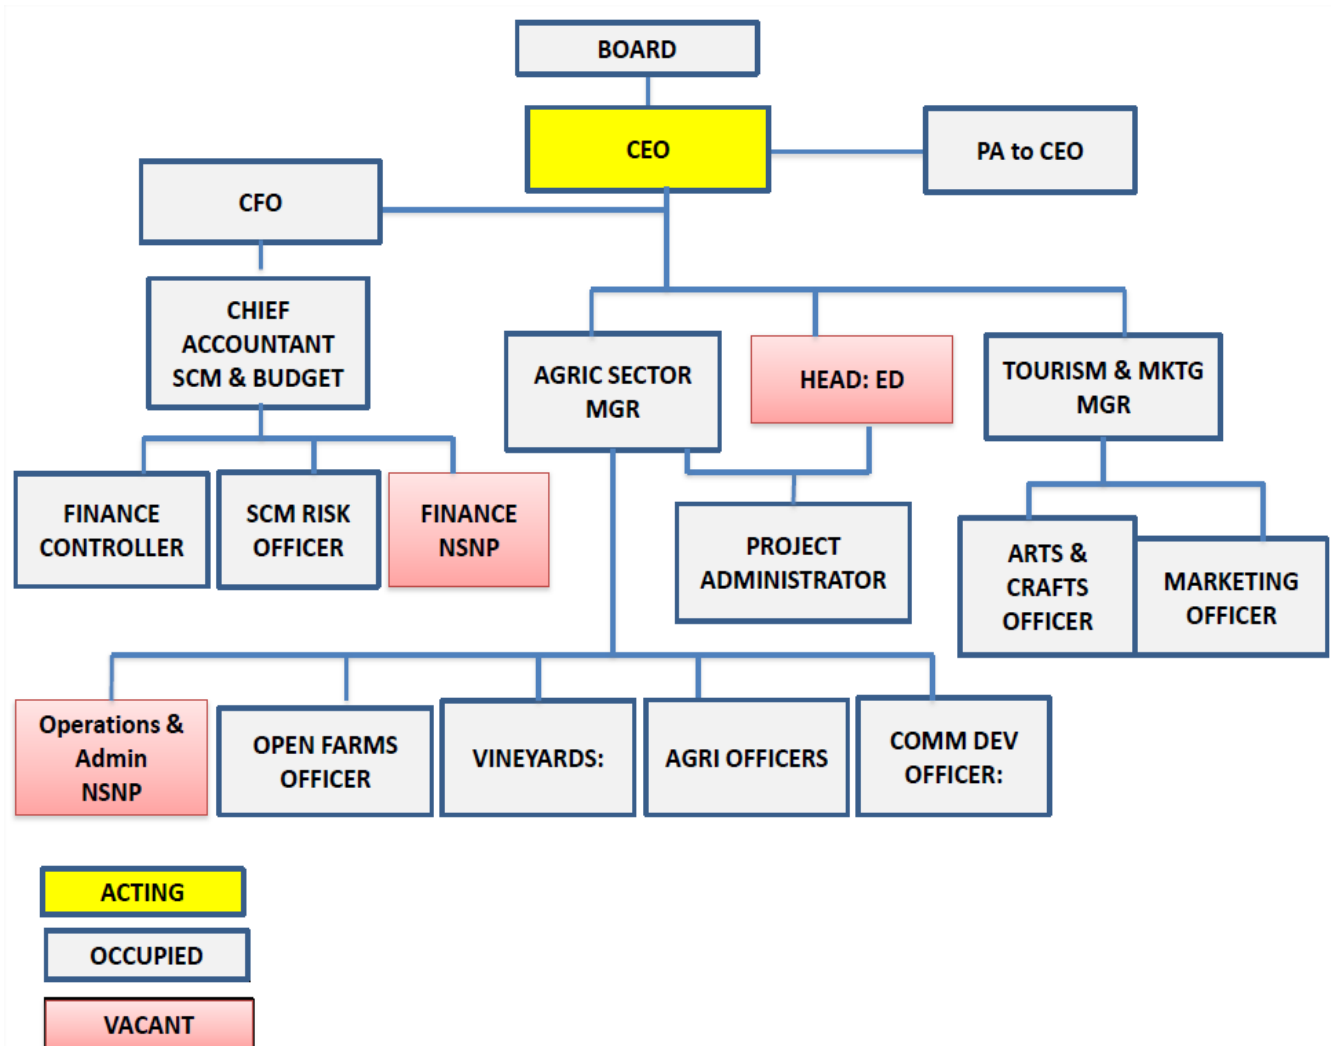 BOARD
CEO
PA to CEO
CFO
CHIEF
ACCOUNTANT
SCM & BUDGET
AGRIC SECTOR
MGR
HEAD: ED
TOURISM & MKTG
MGR
FINANCE
CONTROLLER
SCM RISK
OFFICER
FINANCE
NSNP
PROJECT
ADMINISTRATOR
ARTS &
CRAFTS
OFFICER
MARKETING
OFFICER
Operations &
Admin
NSNP
OPEN FARMS
OFFICER
VINEYARDS:
AGRI OFFICERS
COMM DEV
OFFICER:
ACTING
OCCUPIED
VACANT